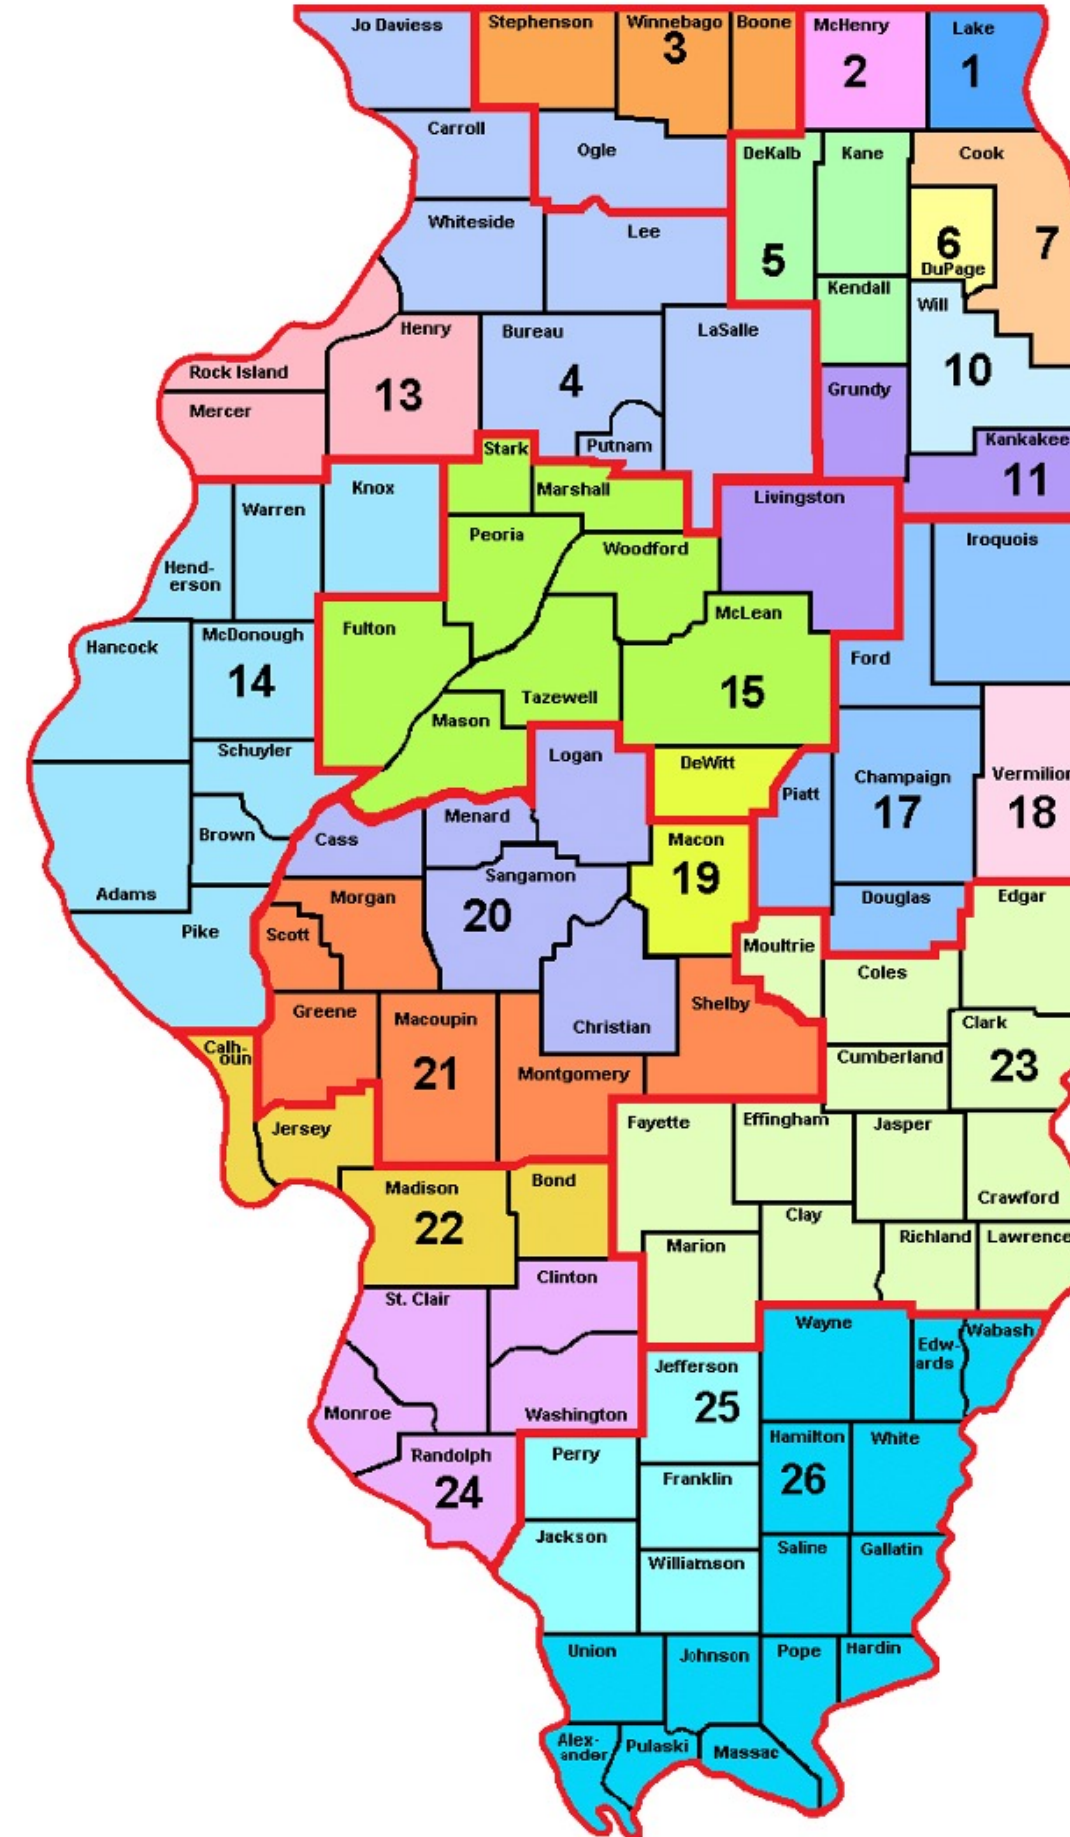 Jo Daviess
Stephenson
Winnebago
3
Boone
McHenry
2
Lake
1
Carroll
Ogle
DeKalb
5
Kane
Cook
7
6
DuPage
Whiteside
Lee
Kendall
Will
10
Rock Island
Henry
13
Bureau
4
LaSalle
Putnam
Grundy
Mercer
Kankakee
11
Stark
Marshall
Knox
Warren
Hend-
erson
Peoria
Woodford
Livingston
Iroquois
Hancock
McDonough
14
Fulton
McLean
15
Ford
Tazewell
Mason
Schuyler
Logan
DeWitt
Piatt
Champaign
17
Vermilion
18
Brown
Cass
Menard
Macon
19
Adams
Pike
Morgan
Scott
Sangamon
20
Douglas
Edgar
Moultrie
Coles
Greene
Macoupin
21
Christian
Shelby
Clark
23
Calh-
oun
Montgomery
Cumberland
Jersey
Fayette
Effingham
Jasper
Crawford
Madison
22
Bond
Clay
Marion
Richland
Lawrence
Clinton
St. Clair
Wayne
Edw-
ards
Wabash
Monroe
Washington
Jefferson
25
Randolph
24
Perry
Hamilton
26
White
Franklin
Jackson
Williamson
Saline
Gallatin
Union
Johnson
Pope
Hardin
Alex-
ander
Pulaski
Massac